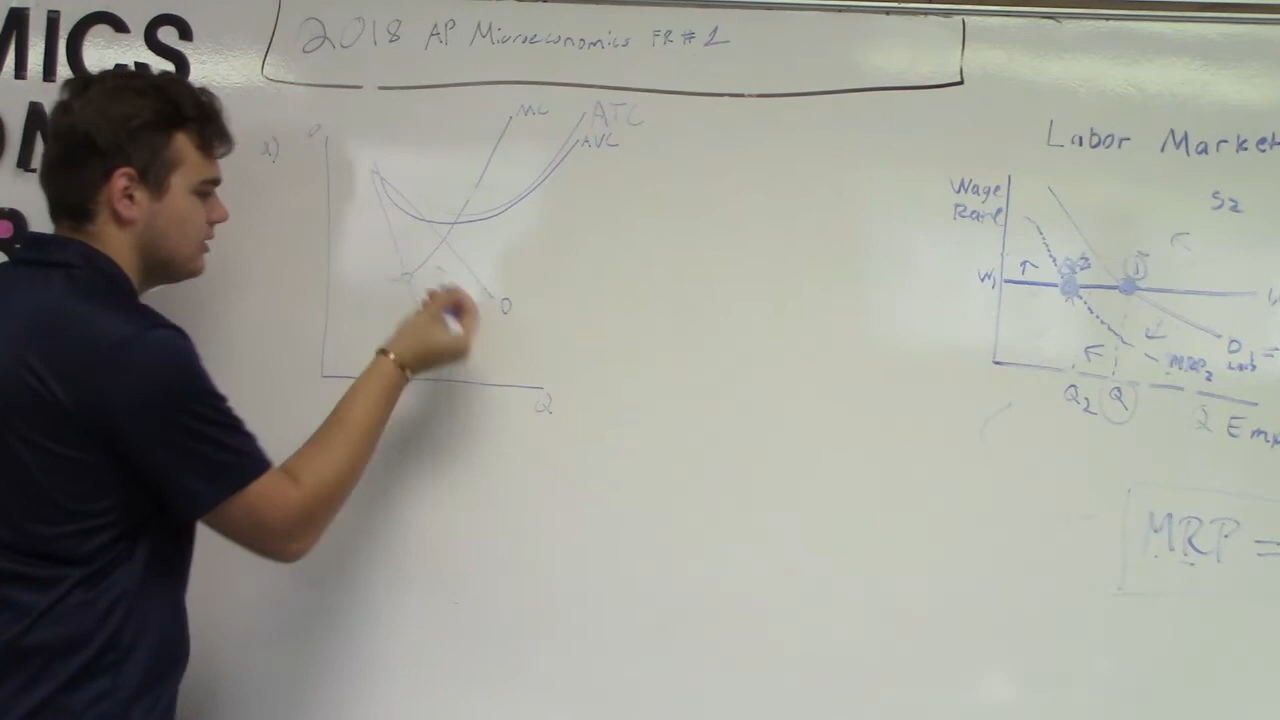 MICS
2018 AP Microeconomics FR #1
a)
P
MC
ATC
AVC
D
Q
Labor Market
Wage
Rate
S2
W1
D1 =
MRP2
Q2 Q
Q Emp
MRP =